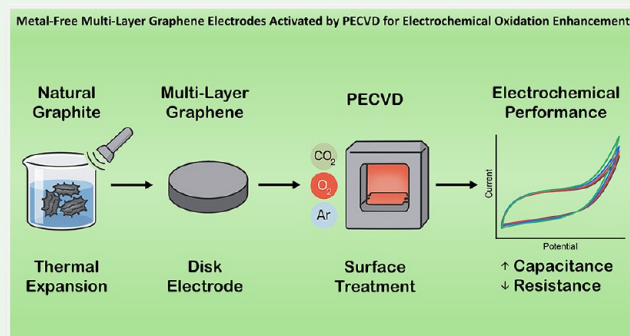 Metal-Free Multi-Layer Graphene Electrodes Activated by PECVD for Electrochemical Oxidation Enhancement
Natural
Graphite
Multi-Layer
Graphene
PECVD
Electrochemical
Performance
CO₂
O₂
Ar
Current
Potential
Thermal
Expansion
Disk
Electrode
Surface
Treatment
↑ Capacitance
↓ Resistance